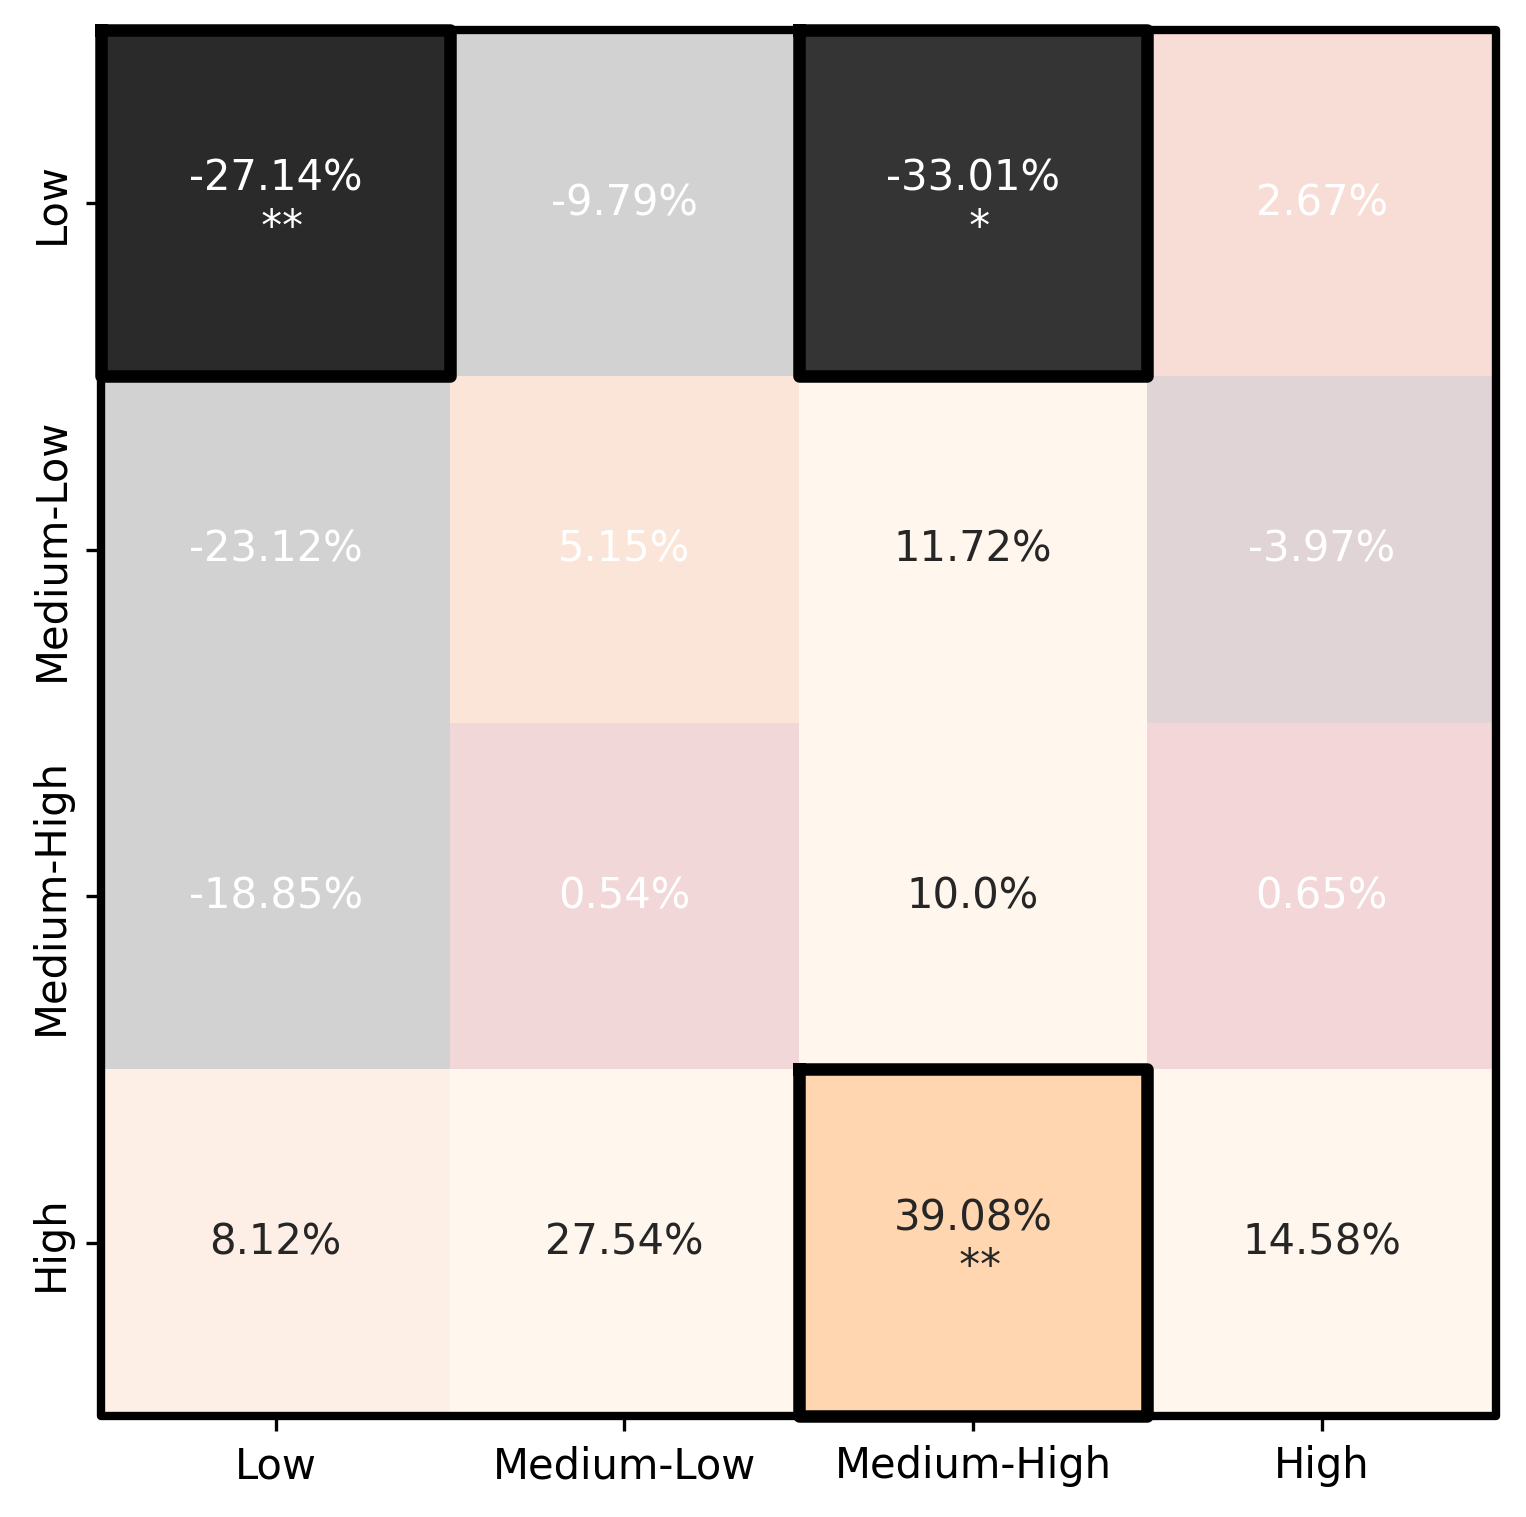 Low
-27.14%
**
-9.79%
-33.01%
*
2.67%
Medium-Low
-23.12%
5.15%
11.72%
-3.97%
Medium-High
-18.85%
0.54%
10.0%
0.65%
High
8.12%
27.54%
39.08%
**
14.58%
Low
Medium-Low
Medium-High
High